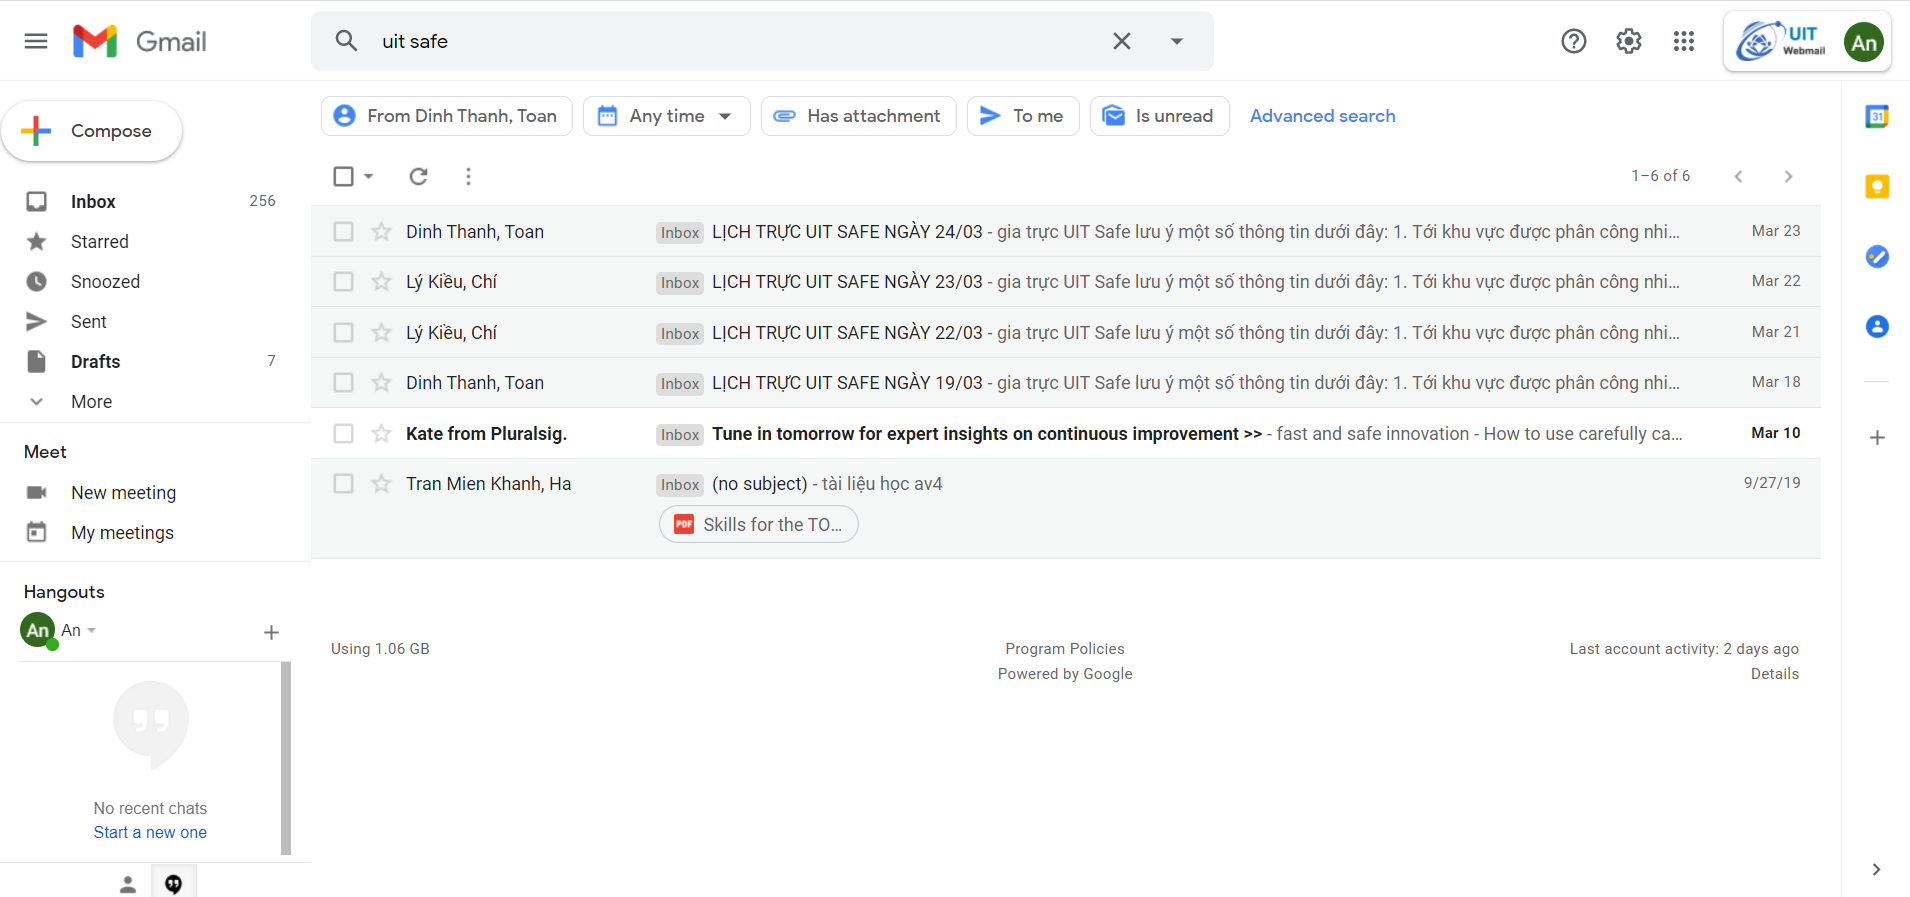 Gmail
uit safe
UIT
Webmail
An
Compose
From Dinh Thanh, Toan
Any time
Has attachment
To me
Is unread
Advanced search
31
1–6 of 6
Inbox 256
Starred
Snoozed
Sent
Drafts 7
More
Dinh Thanh, Toan Inbox LỊCH TRỰC UIT SAFE NGÀY 24/03 - gia trực UIT Safe lưu ý một số thông tin dưới đây: 1. Tới khu vực được phân công nhi... Mar 23
Lý Kiều, Chí Inbox LỊCH TRỰC UIT SAFE NGÀY 23/03 - gia trực UIT Safe lưu ý một số thông tin dưới đây: 1. Tới khu vực được phân công nhi... Mar 22
Lý Kiều, Chí Inbox LỊCH TRỰC UIT SAFE NGÀY 22/03 - gia trực UIT Safe lưu ý một số thông tin dưới đây: 1. Tới khu vực được phân công nhi... Mar 21
Dinh Thanh, Toan Inbox LỊCH TRỰC UIT SAFE NGÀY 19/03 - gia trực UIT Safe lưu ý một số thông tin dưới đây: 1. Tới khu vực được phân công nhi... Mar 18
Kate from Pluralsig. Inbox Tune in tomorrow for expert insights on continuous improvement >> - fast and safe innovation - How to use carefully ca... Mar 10
Tran Mien Khanh, Ha Inbox (no subject) - tài liệu học av4 9/27/19
PDF Skills for the TO...
Meet
New meeting
My meetings
Hangouts
An An
No recent chats
Start a new one
Using 1.06 GB
Program Policies
Powered by Google
Last account activity: 2 days ago
Details